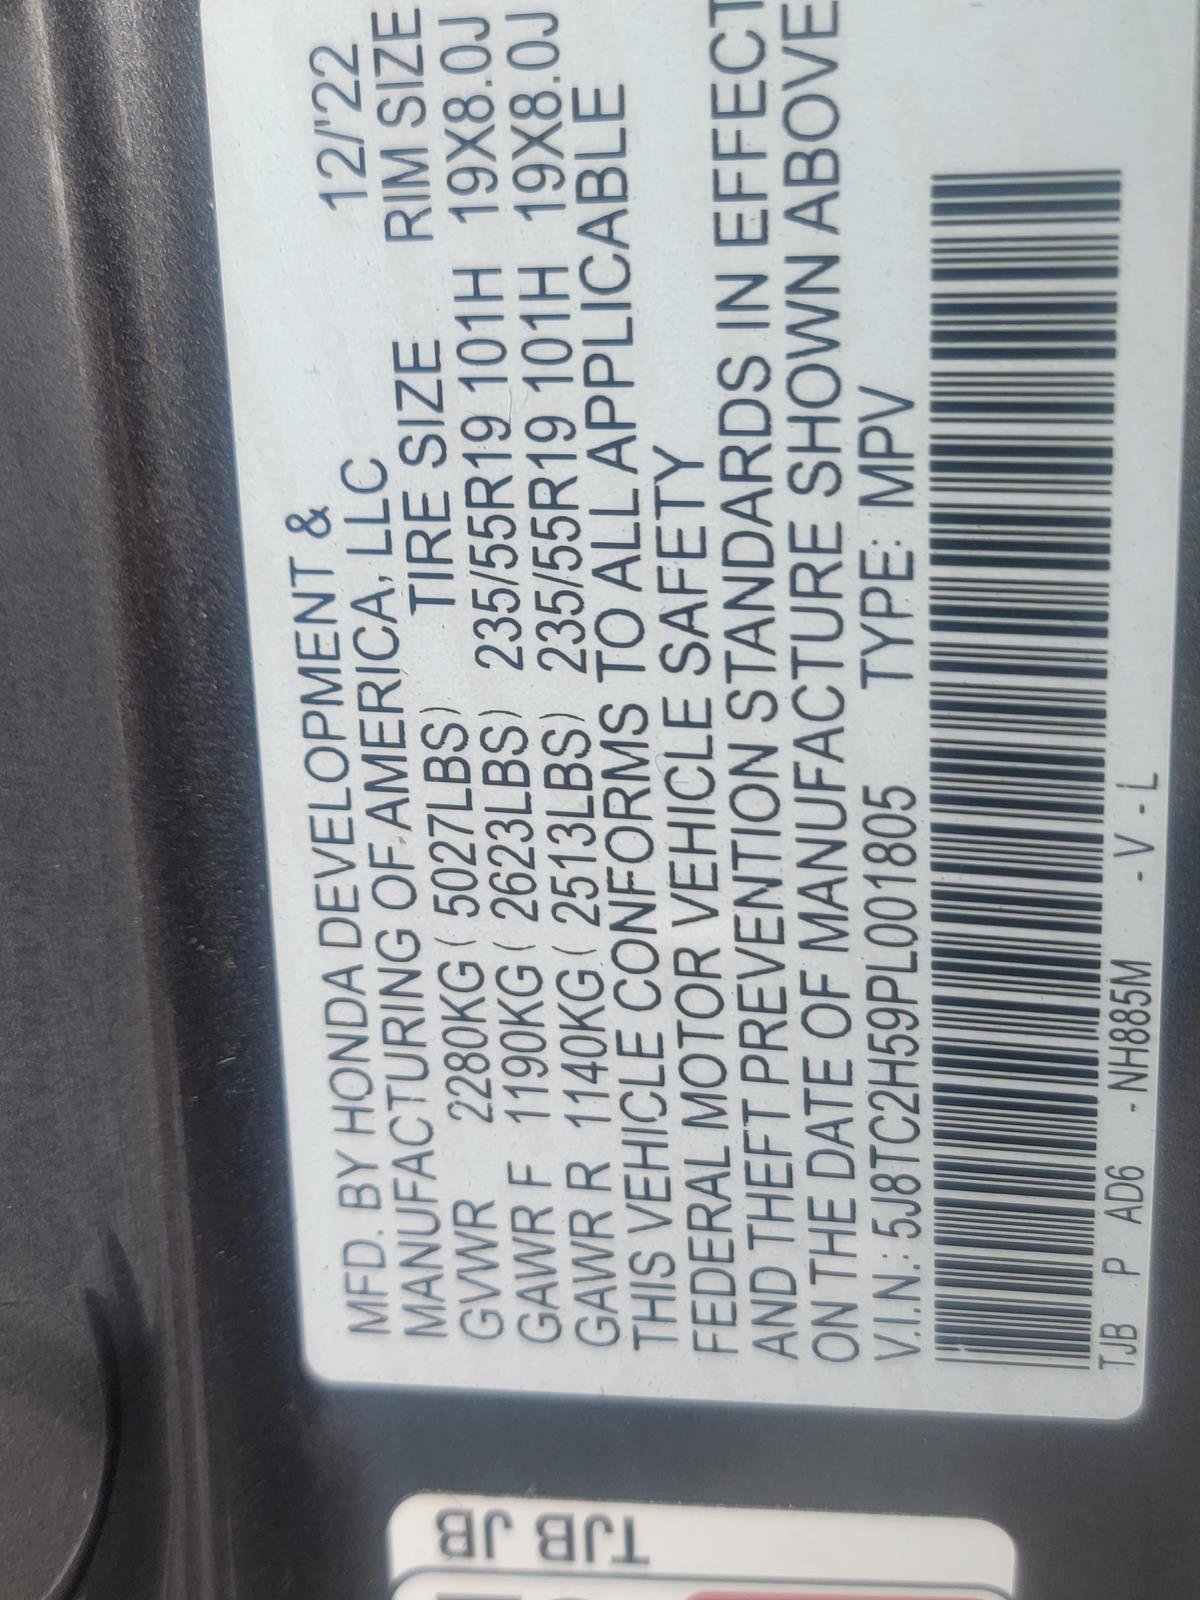 MFD. BY HONDA DEVELOPMENT &
MANUFACTURING OF AMERICA, LLC 12/'22
TIRE SIZE RIM SIZE
GVWR 2280KG ( 5027LBS) 235/55R19 101H 19X8.0J
GAWR F 1190KG ( 2623LBS) 235/55R19 101H 19X8.0J
GAWR R 1140KG ( 2513LBS)
THIS VEHICLE CONFORMS TO ALL APPLICABLE
FEDERAL MOTOR VEHICLE SAFETY
AND THEFT PREVENTION STANDARDS IN EFFECT
ON THE DATE OF MANUFACTURE SHOWN ABOVE
V.I.N.: 5J8TC2H59PL001805 TYPE: MPV
TJB P AD6 - NH885M - V - L
TJB JB